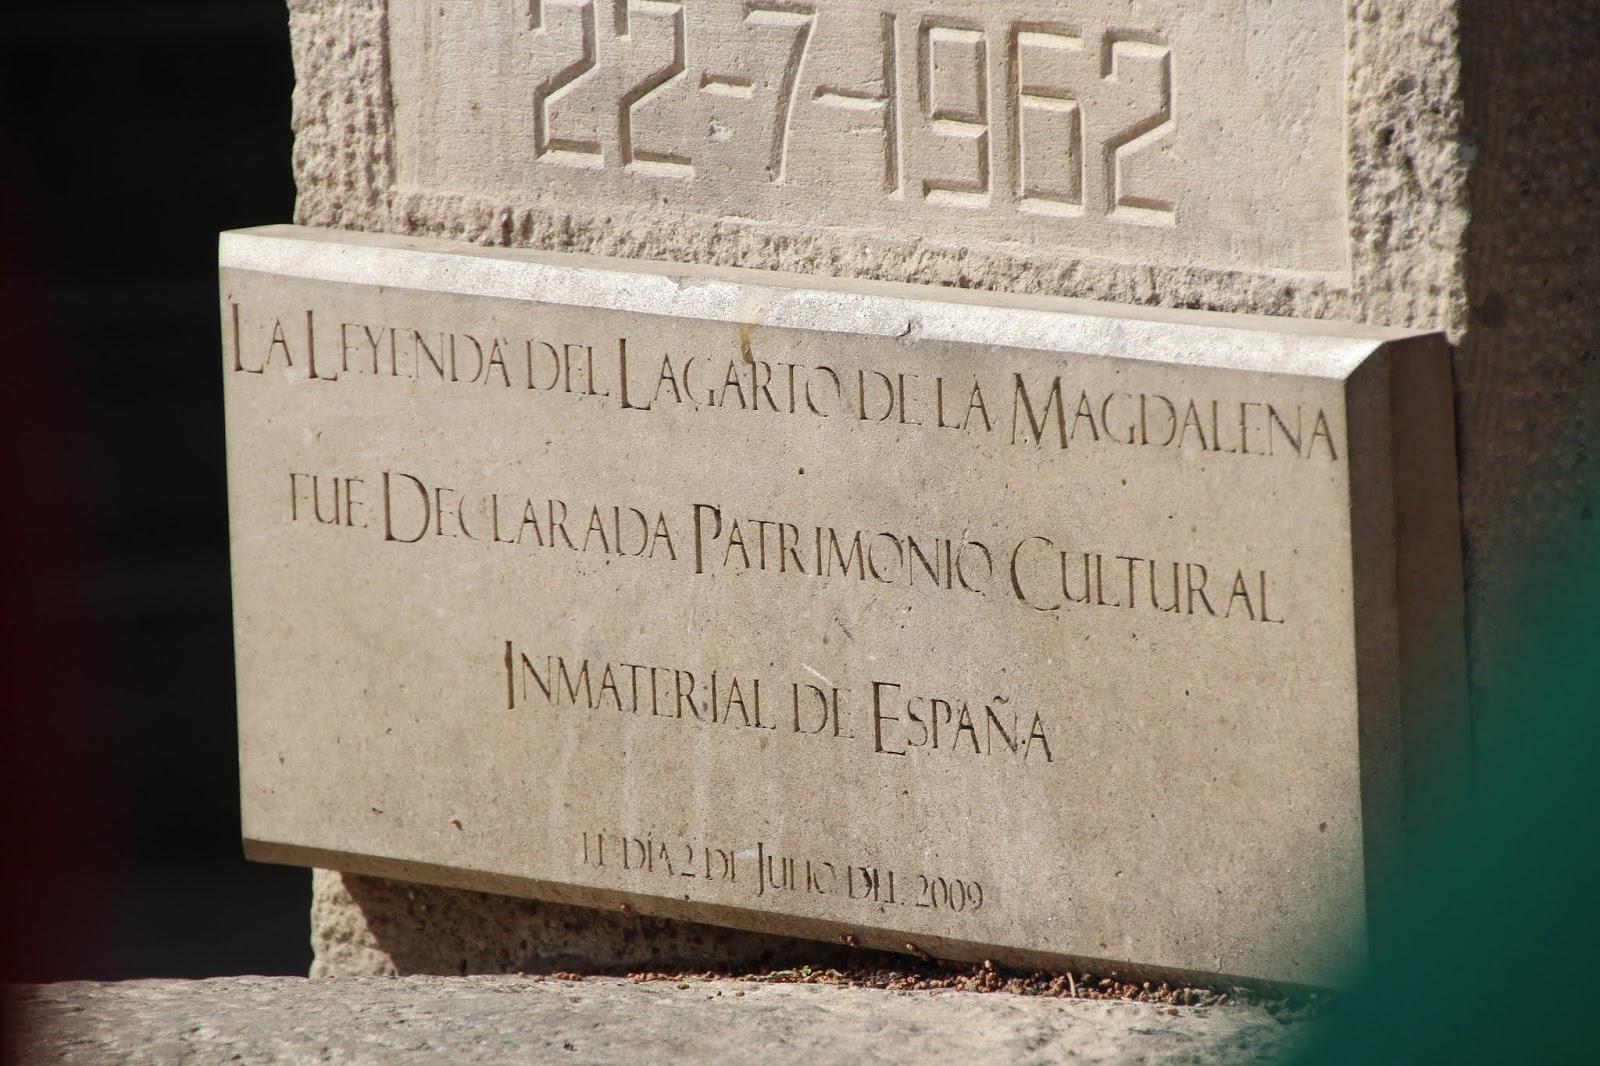 22-7-1962
LA LEYENDA DEL LAGARTO DE LA MAGDALENA
FUE DECLARADA PATRIMONIO CULTURAL
INMATERIAL DE ESPAÑA
EL DÍA 2 DE JULIO DEL 2009